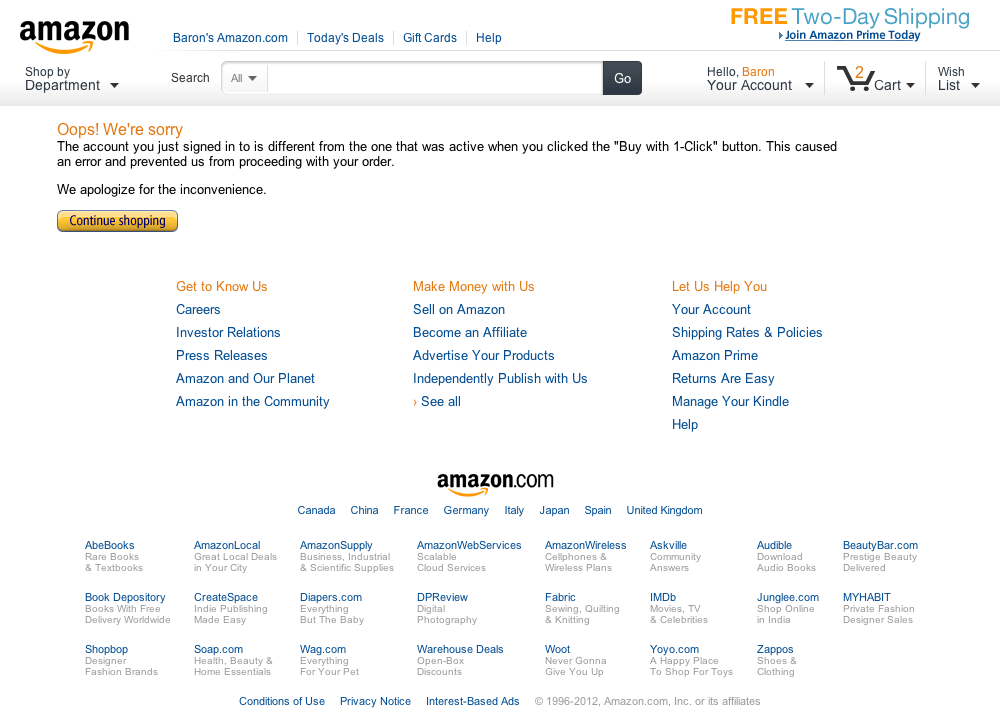 amazon
Baron's Amazon.com
Today's Deals
Gift Cards
Help
FREE Two-Day Shipping
Join Amazon Prime Today
Shop by
Department
Search
All
Go
Hello, Baron
Your Account
2
Cart
Wish
List
Oops! We're sorry
The account you just signed in to is different from the one that was active when you clicked the "Buy with 1-Click" button. This caused
an error and prevented us from proceeding with your order.
We apologize for the inconvenience.
Continue shopping
Get to Know Us
Careers
Investor Relations
Press Releases
Amazon and Our Planet
Amazon in the Community
Make Money with Us
Sell on Amazon
Become an Affiliate
Advertise Your Products
Independently Publish with Us
› See all
Let Us Help You
Your Account
Shipping Rates & Policies
Amazon Prime
Returns Are Easy
Manage Your Kindle
Help
amazon.com
Canada China France Germany Italy Japan Spain United Kingdom
AbeBooks
Rare Books
& Textbooks
AmazonLocal
Great Local Deals
in Your City
AmazonSupply
Business, Industrial
& Scientific Supplies
AmazonWebServices
Scalable
Cloud Services
AmazonWireless
Cellphones &
Wireless Plans
Askville
Community
Answers
Audible
Download
Audio Books
BeautyBar.com
Prestige Beauty
Delivered
Book Depository
Books With Free
Delivery Worldwide
CreateSpace
Indie Publishing
Made Easy
Diapers.com
Everything
But The Baby
DPReview
Digital
Photography
Fabric
Sewing, Quilting
& Knitting
IMDb
Movies, TV
& Celebrities
Junglee.com
Shop Online
in India
MYHABIT
Private Fashion
Designer Sales
Shopbop
Designer
Fashion Brands
Soap.com
Health, Beauty &
Home Essentials
Wag.com
Everything
For Your Pet
Warehouse Deals
Open-Box
Discounts
Woot
Never Gonna
Give You Up
Yoyo.com
A Happy Place
To Shop For Toys
Zappos
Shoes &
Clothing
Conditions of Use Privacy Notice Interest-Based Ads © 1996-2012, Amazon.com, Inc. or its affiliates